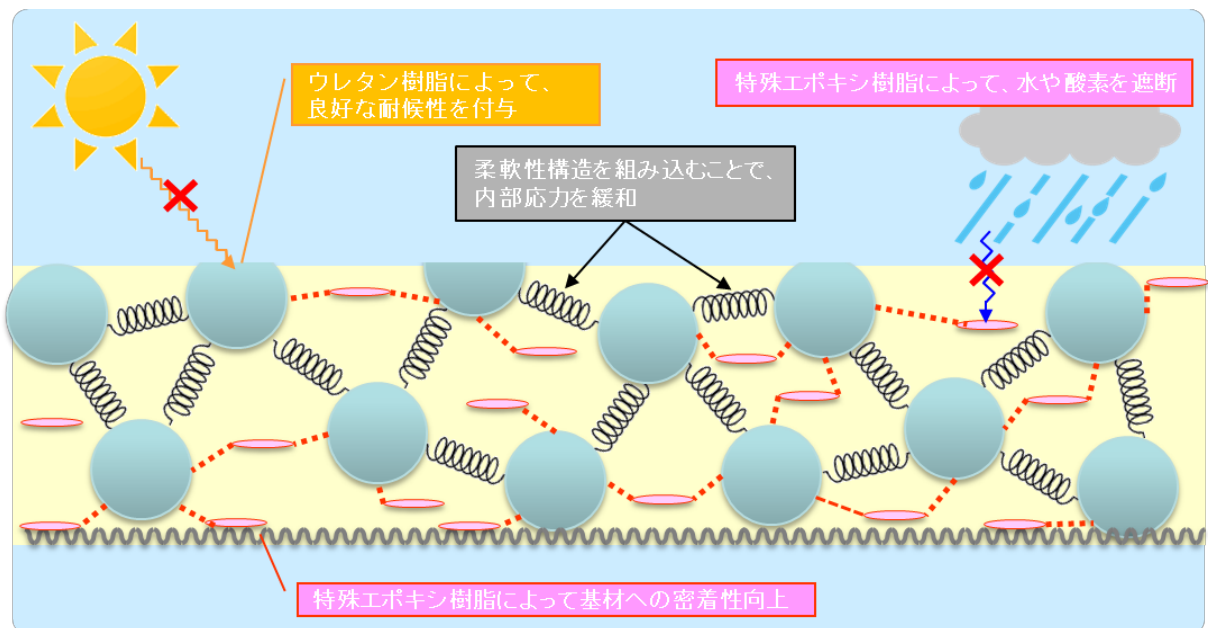 ウレタン樹脂によって、
良好な耐候性を付与
特殊エポキシ樹脂によって、水や酸素を遮断
柔軟性構造を組み込むことで、
内部応力を緩和
特殊エポキシ樹脂によって基材への密着性向上